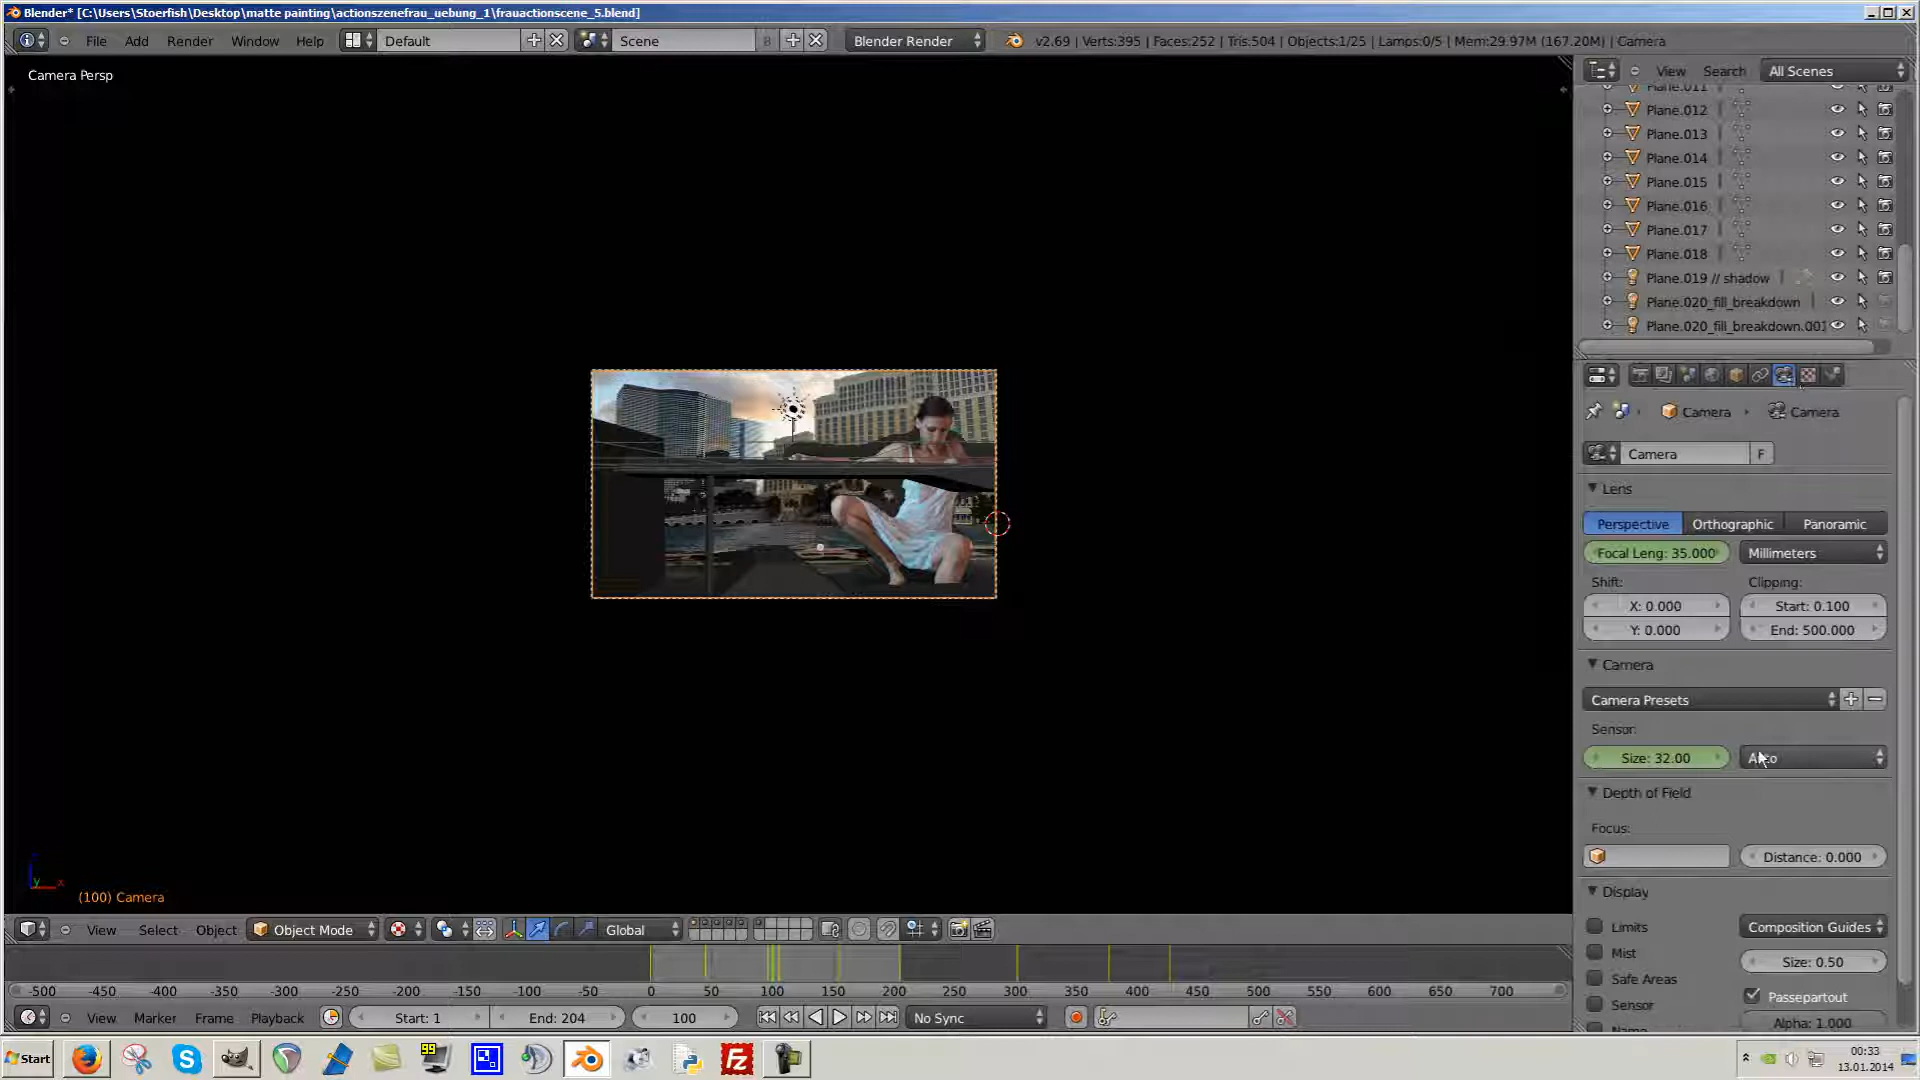 Blender* [C:\Users\Stoerfish\Desktop\matte painting\actionszenefrau_uebung_1\frauactionscene_5.blend]
File Add Render Window Help Default Scene B Blender Render v2.69 | Verts:395 | Faces:252 | Tris:504 | Objects:1/25 | Lamps:0/5 | Mem:29.97M (167.20M) | Camera
Camera Persp
View Search All Scenes
Plane.011
Plane.012
Plane.013
Plane.014
Plane.015
Plane.016
Plane.017
Plane.018
Plane.019 // shadow
Plane.020_fill_breakdown
Plane.020_fill_breakdown.001
Camera Camera
Camera F
Lens
Perspective Orthographic Panoramic
Focal Len: 35.000 Millimeters
Shift: Clipping:
X: 0.000 Start: 0.100
Y: 0.000 End: 500.000
Camera
Camera Presets
Sensor:
Size: 32.00
Depth of Field
Focus:
Distance: 0.000
Display
Limits Composition Guides
Mist Size: 0.50
Safe Areas
Sensor Passepartout
Alpha: 1.000
y x
(100) Camera
View Select Object Object Mode Global
-500 -450 -400 -350 -300 -250 -200 -150 -100 -50 0 50 100 150 200 250 300 350 400 450 500 550 600 650 700
View Marker Frame Playback Start: 1 End: 204 100 No Sync
Start 99 Fz 00:33
13.01.2014